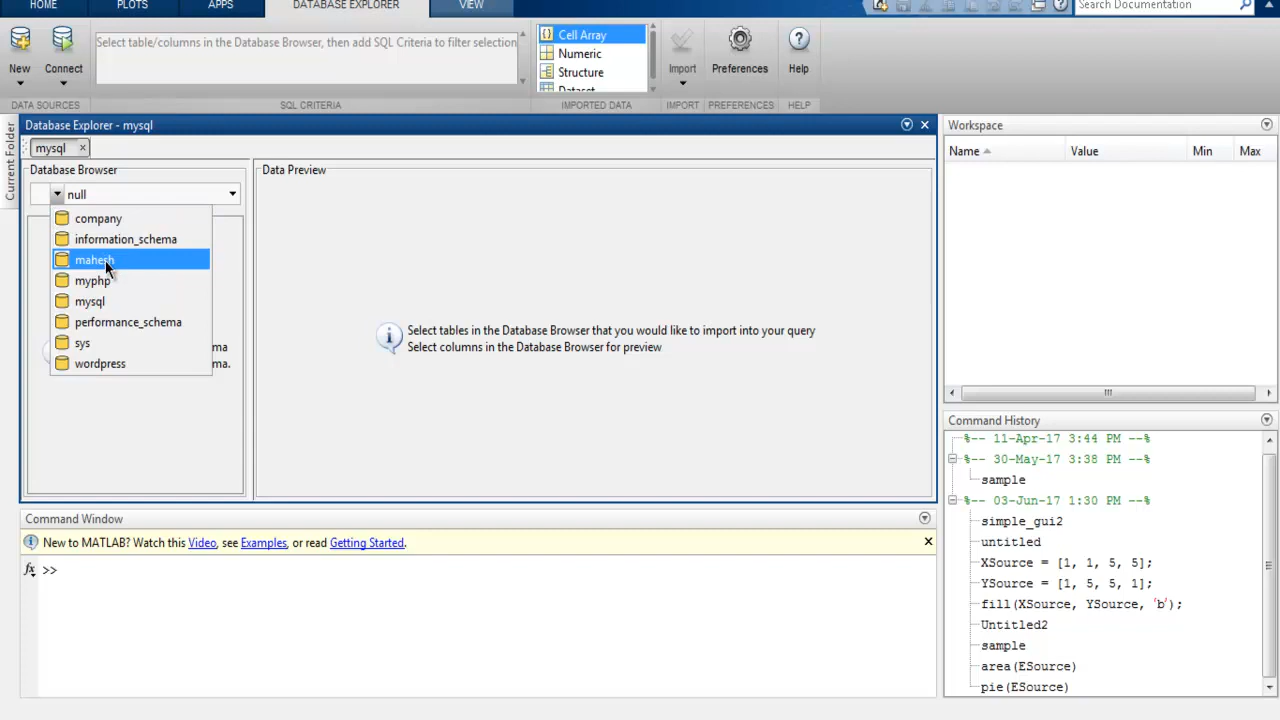 HOME
PLOTS
APPS
DATABASE EXPLORER
VIEW
Search Documentation
New
Connect
Select table/columns in the Database Browser, then add SQL Criteria to filter selection
Cell Array
Numeric
Structure
Dataset
Import
Preferences
Help
DATA SOURCES
SQL CRITERIA
IMPORTED DATA
IMPORT
PREFERENCES
HELP
Current Folder
Database Explorer - mysql
mysql
Database Browser
null
company
information_schema
mahesh
myphp
mysql
performance_schema
sys
wordpress
ma
ma.
Data Preview
Select tables in the Database Browser that you would like to import into your query
Select columns in the Database Browser for preview
Workspace
Name
Value
Min
Max
Command History
%-- 11-Apr-17 3:44 PM --%
%-- 30-May-17 3:38 PM --%
sample
%-- 03-Jun-17 1:30 PM --%
simple_gui2
untitled
XSource = [1, 1, 5, 5];
YSource = [1, 5, 5, 1];
fill(XSource, YSource, 'b');
Untitled2
sample
area(ESource)
pie(ESource)
Command Window
New to MATLAB? Watch this Video, see Examples, or read Getting Started.
fx >>